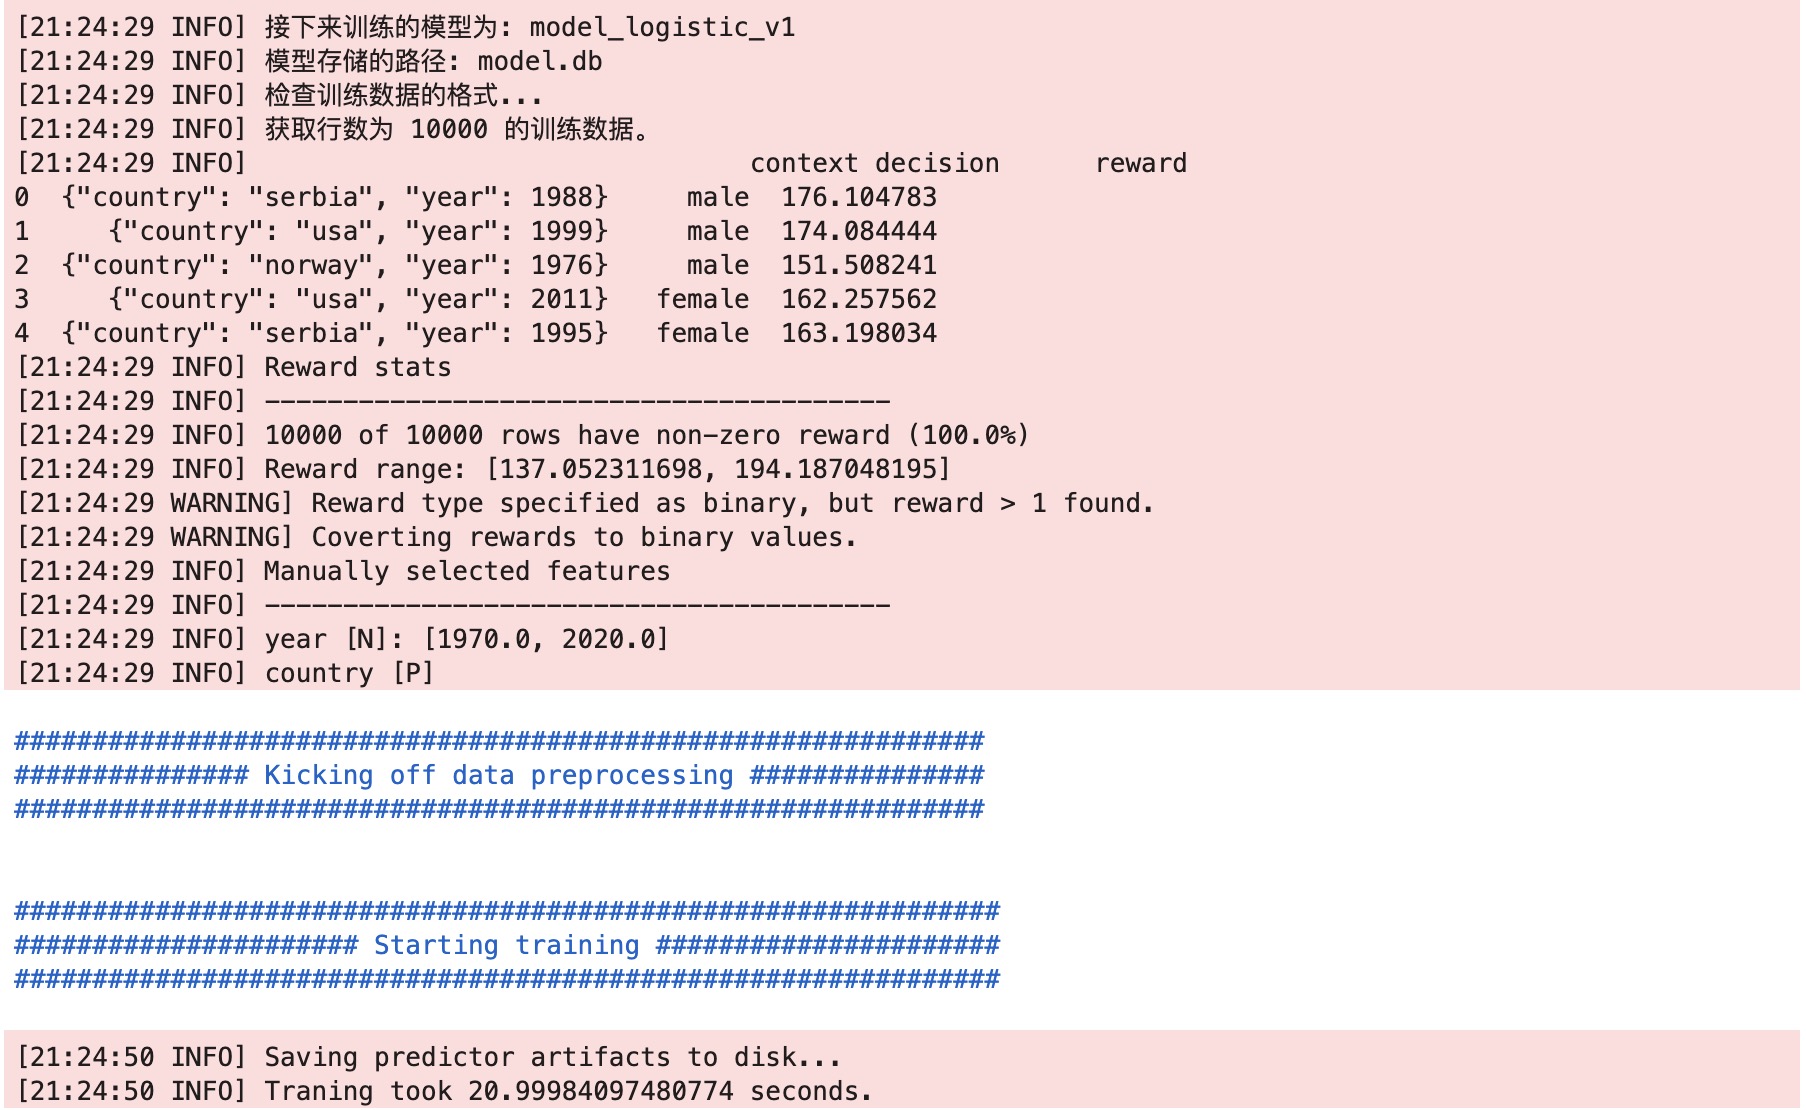 [21:24:29 INFO] 接下来训练的模型为: model_logistic_v1
[21:24:29 INFO] 模型存储的路径: model.db
[21:24:29 INFO] 检查训练数据的格式...
[21:24:29 INFO] 获取行数为 10000 的训练数据。
[21:24:29 INFO]                                context decision      reward
0  {"country": "serbia", "year": 1988}     male  176.104783
1     {"country": "usa", "year": 1999}     male  174.084444
2  {"country": "norway", "year": 1976}     male  151.508241
3     {"country": "usa", "year": 2011}   female  162.257562
4  {"country": "serbia", "year": 1995}   female  163.198034
[21:24:29 INFO] Reward stats
[21:24:29 INFO] ----------------------------------------
[21:24:29 INFO] 10000 of 10000 rows have non-zero reward (100.0%)
[21:24:29 INFO] Reward range: [137.052311698, 194.187048195]
[21:24:29 WARNING] Reward type specified as binary, but reward > 1 found.
[21:24:29 WARNING] Coverting rewards to binary values.
[21:24:29 INFO] Manually selected features
[21:24:29 INFO] ----------------------------------------
[21:24:29 INFO] year [N]: [1970.0, 2020.0]
[21:24:29 INFO] country [P]
##############################################################
############### Kicking off data preprocessing ###############
##############################################################
###############################################################
###################### Starting training ######################
###############################################################
[21:24:50 INFO] Saving predictor artifacts to disk...
[21:24:50 INFO] Traning took 20.99984097480774 seconds.